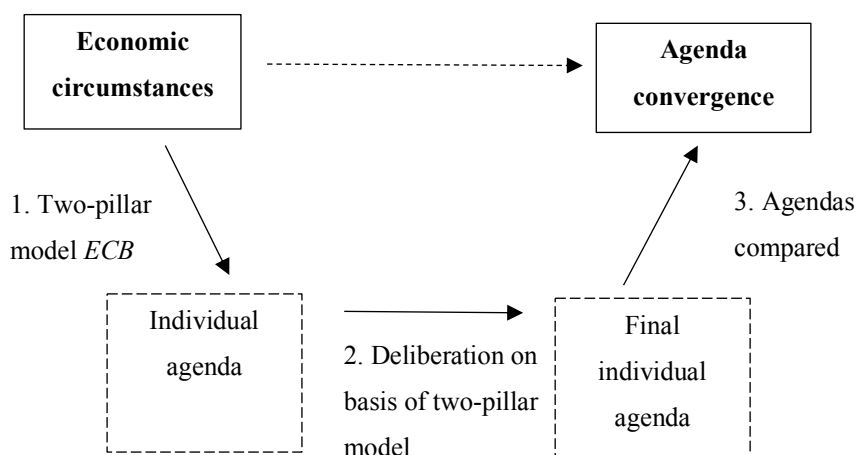 Economic
circumstances
Agenda
convergence
1. Two-pillar
model ECB
3. Agendas
compared
Individual
agenda
2. Deliberation on
basis of two-pillar
model
Final
individual
agenda